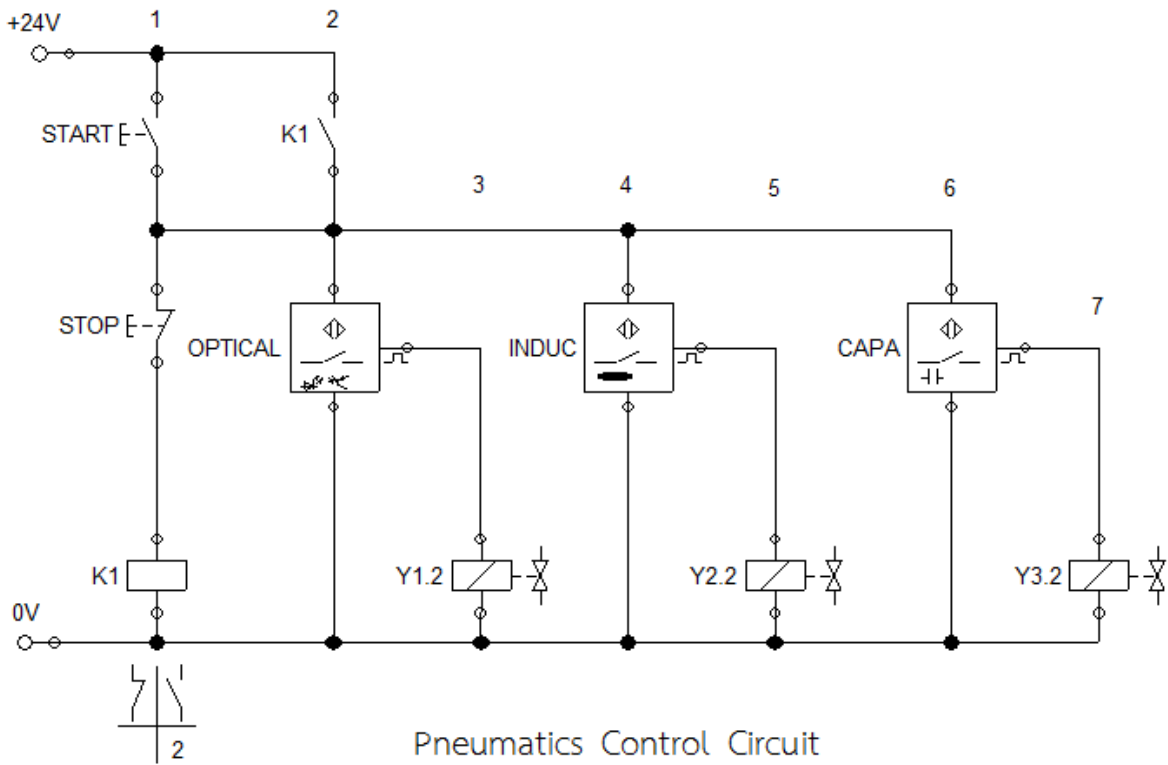 1
2
+24V
START
K1
3
4
5
6
STOP
OPTICAL
INDUC
CAPA
7
K1
Y1.2
Y2.2
Y3.2
0V
2
Pneumatics Control Circuit